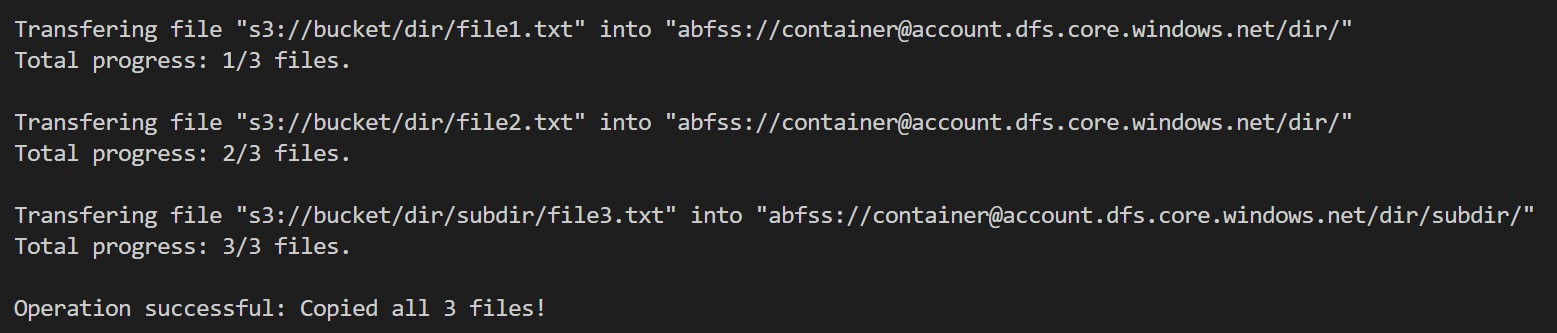 Transfering file "s3://bucket/dir/file1.txt" into "abfss://container@account.dfs.core.windows.net/dir/"
Total progress: 1/3 files.
Transfering file "s3://bucket/dir/file2.txt" into "abfss://container@account.dfs.core.windows.net/dir/"
Total progress: 2/3 files.
Transfering file "s3://bucket/dir/subdir/file3.txt" into "abfss://container@account.dfs.core.windows.net/dir/subdir/"
Total progress: 3/3 files.
Operation successful: Copied all 3 files!